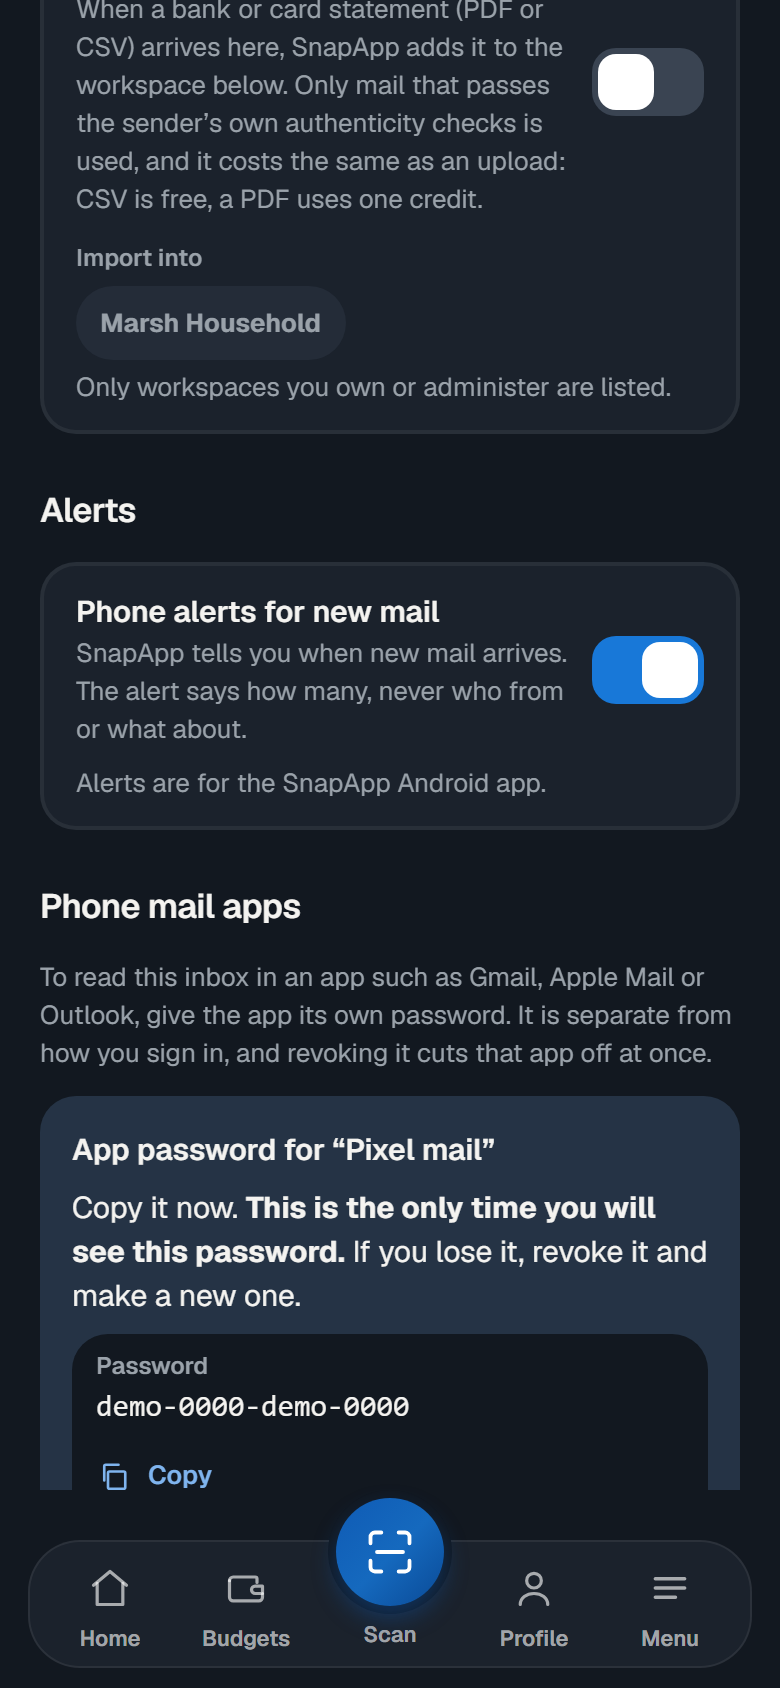 When a bank or card statement (PDF or
CSV) arrives here, SnapApp adds it to the
workspace below. Only mail that passes
the sender’s own authenticity checks is
used, and it costs the same as an upload:
CSV is free, a PDF uses one credit.
Import into
Marsh Household
Only workspaces you own or administer are listed.
Alerts
Phone alerts for new mail
SnapApp tells you when new mail arrives.
The alert says how many, never who from
or what about.
Alerts are for the SnapApp Android app.
Phone mail apps
To read this inbox in an app such as Gmail, Apple Mail or
Outlook, give the app its own password. It is separate from
how you sign in, and revoking it cuts that app off at once.
App password for “Pixel mail”
Copy it now. This is the only time you will
see this password. If you lose it, revoke it and
make a new one.
Password
demo-0000-demo-0000
Copy
Home
Budgets
Scan
Profile
Menu